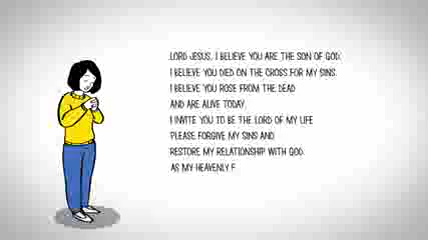 LORD JESUS, I BELIEVE YOU ARE THE SON OF GOD.
I BELIEVE YOU DIED ON THE CROSS FOR MY SINS.
I BELIEVE YOU ROSE FROM THE DEAD
AND ARE ALIVE TODAY.
I INVITE YOU TO BE THE LORD OF MY LIFE
PLEASE FORGIVE MY SINS AND
RESTORE MY RELATIONSHIP WITH GOD.
AS MY HEAVENLY F